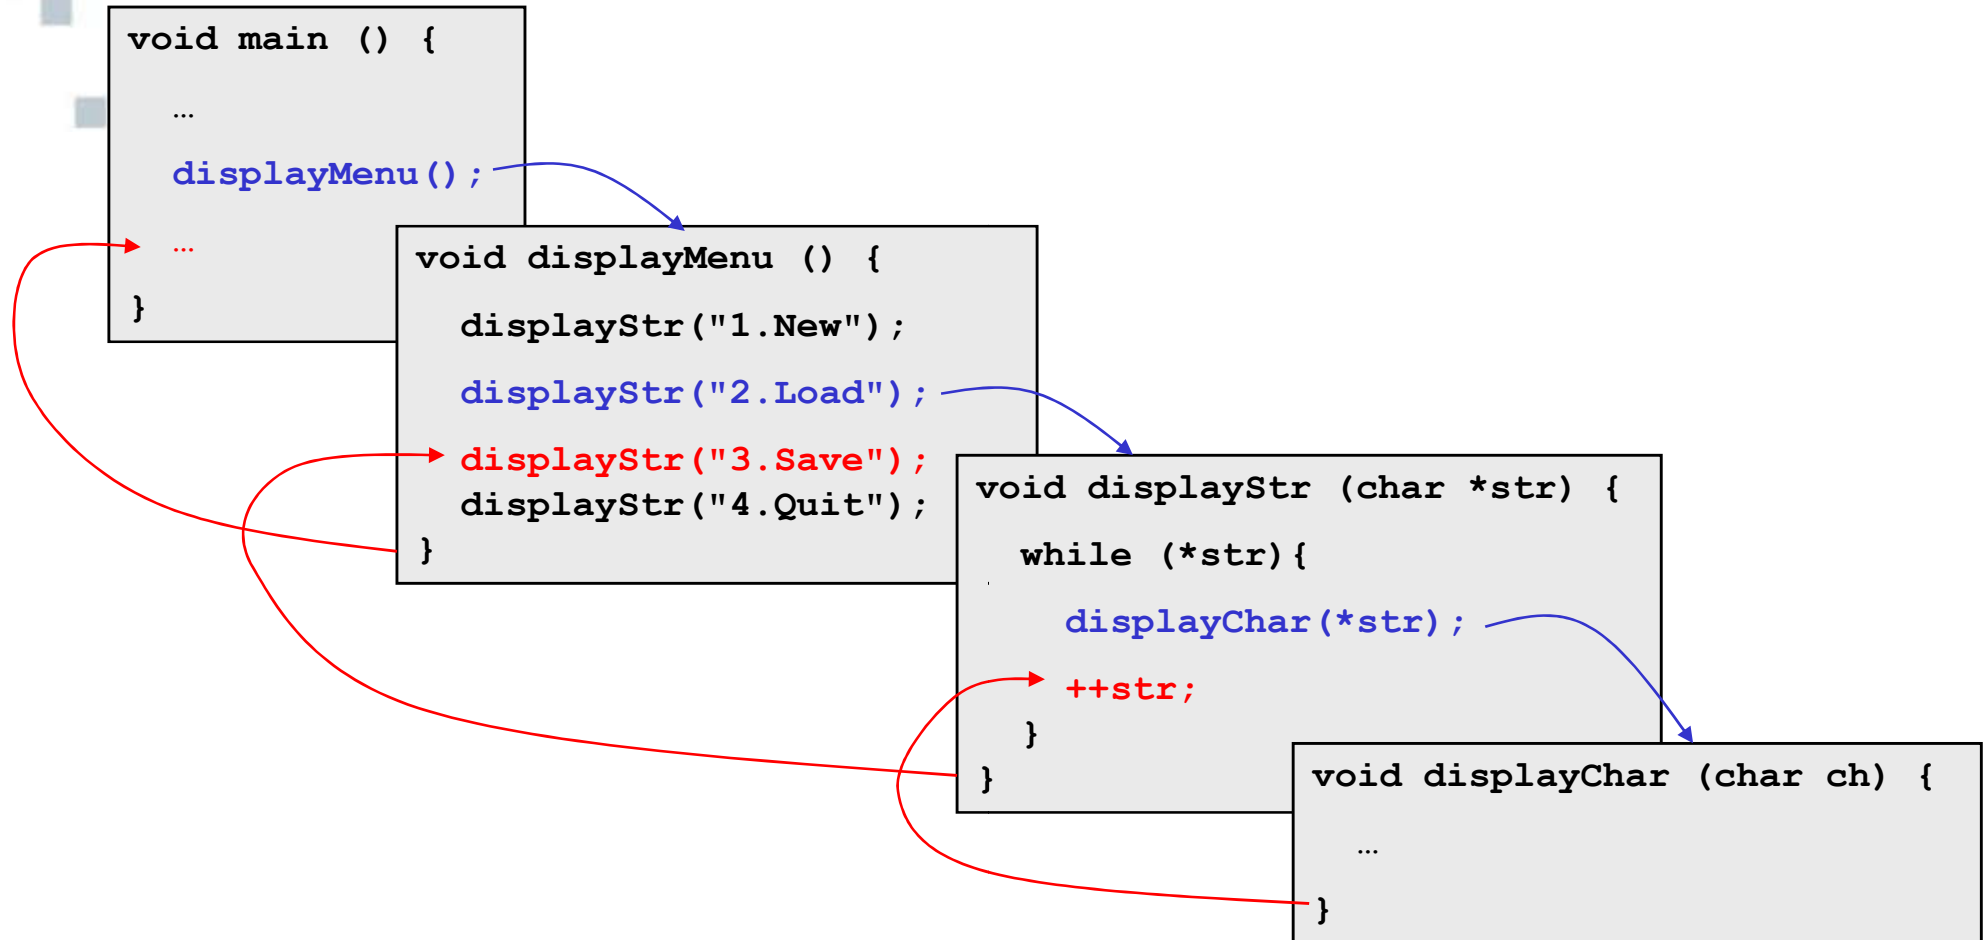 void main () {
…
displayMenu();
…
}
void displayMenu () {
displayStr("1.New");
displayStr("2.Load");
displayStr("3.Save");
displayStr("4.Quit");
}
void displayStr (char *str) {
while (*str){
displayChar(*str);
++str;
}
}
void displayChar (char ch) {
…
}